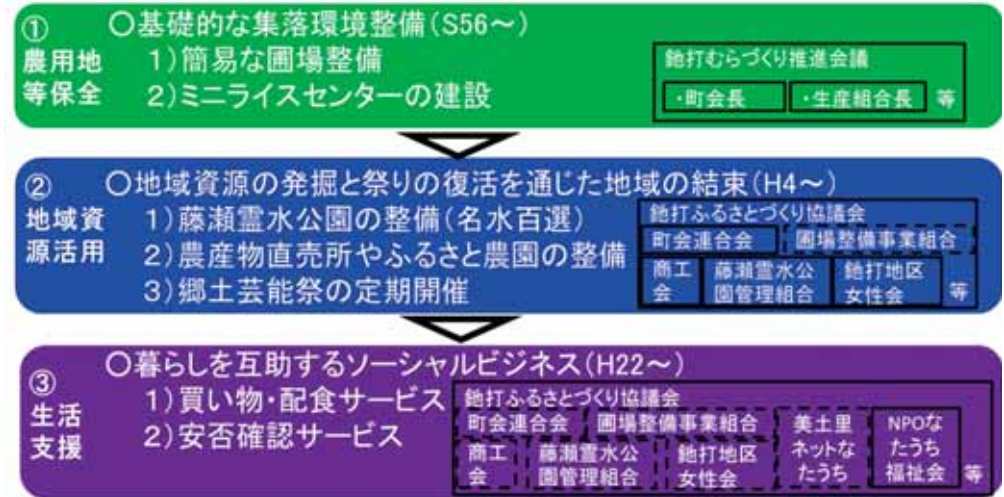 ①
農用地
等保全
〇基礎的な集落環境整備(S56～)
1)簡易な圃場整備
2)ミニライスセンターの建設
釶打むらづくり推進会議
・町会長
・生産組合長
等
②
地域資
源活用
〇地域資源の発掘と祭りの復活を通じた地域の結束(H4～)
1)藤瀬霊水公園の整備(名水百選)
2)農産物直売所やふるさと農園の整備
3)郷土芸能祭の定期開催
釶打ふるさとづくり協議会
町会連合会
圃場整備事業組合
商工
会
藤瀬霊水公
園管理組合
釶打地区
女性会
等
③
生活
支援
〇暮らしを互助するソーシャルビジネス(H22～)
1)買い物・配食サービス
2)安否確認サービス
釶打ふるさとづくり協議会
町会連合会
圃場整備事業組合
商工
会
藤瀬霊水公
園管理組合
釶打地区
女性会
美土里
ネットな
たうち
NPOな
たうち
福祉会
等